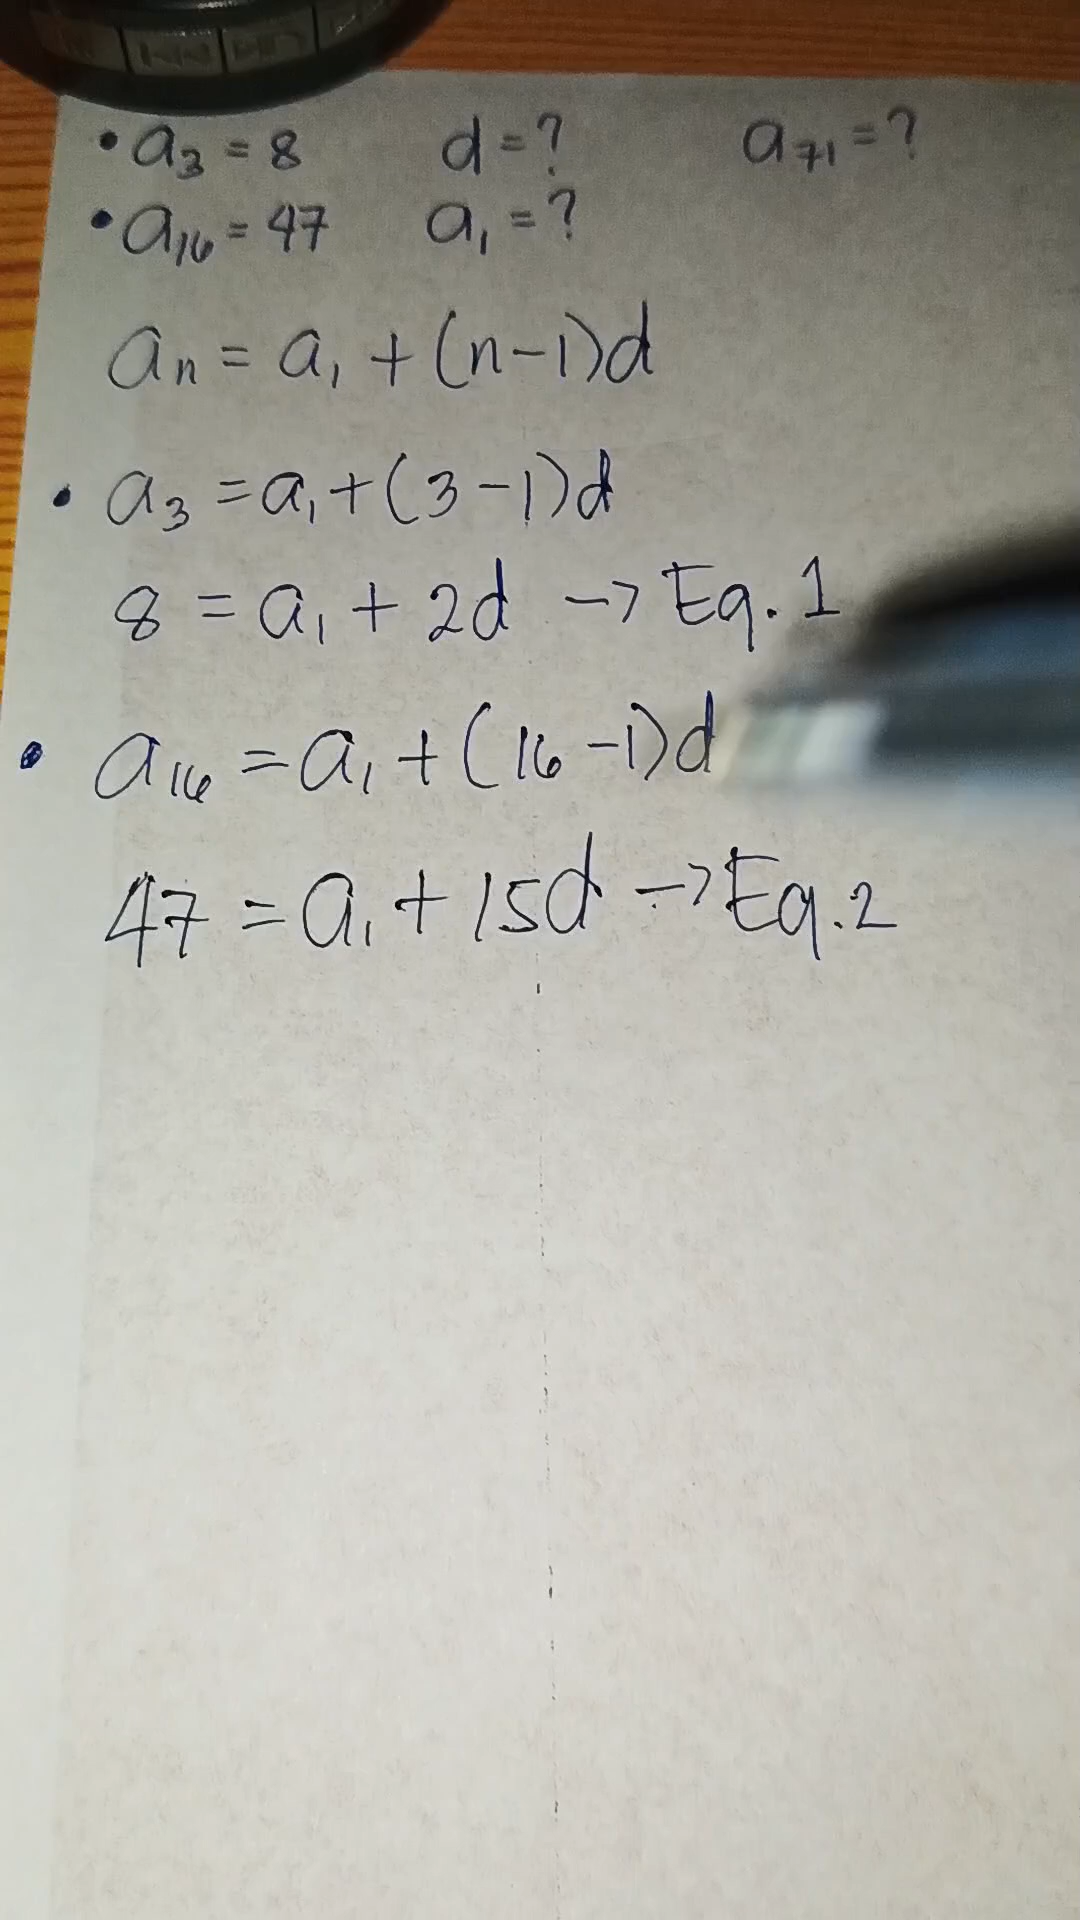 • a₃ = 8 d = ? a₇₁ = ?
• a₁₆ = 47 a₁ = ?
aₙ = a₁ + (n-1)d
• a₃ = a₁ + (3-1)d
8 = a₁ + 2d → Eq. 1
• a₁₆ = a₁ + (16-1)d
47 = a₁ + 15d → Eq. 2